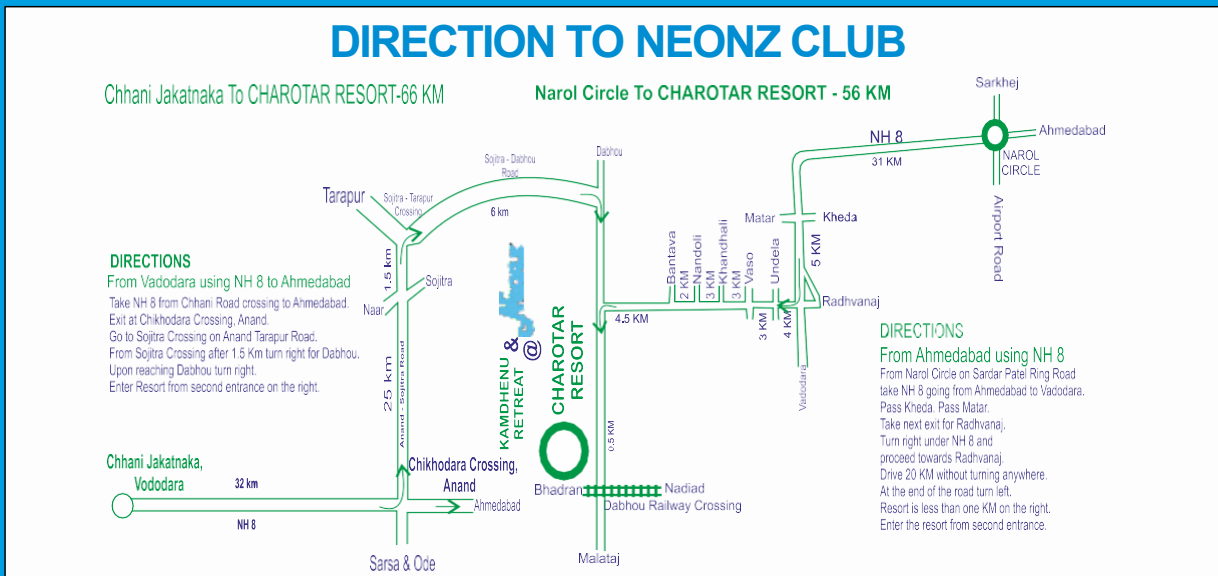 DIRECTION TO NEONZ CLUB
Chhani Jakatnaka To CHAROTAR RESORT-66 KM
Narol Circle To CHAROTAR RESORT - 56 KM
Sarkhej
Ahmedabad
NAROL
CIRCLE
Airport Road
NH 8
31 KM
Matar
Kheda
5 KM
Radhvanaj
Vadodara
4 KM
3 KM
Undela
Vaso
3 KM
Khandhali
3 KM
Nandoli
2 KM
Bantava
4.5 KM
Dabhou
Sojitra - Dabhou
Road
6 km
Tarapur
Sojitra - Tarapur
Crossing
1.5 km
Sojitra
Naar
25 km
Anand - Sojitra Road
DIRECTIONS
From Vadodara using NH 8 to Ahmedabad
Take NH 8 from Chhani Road crossing to Ahmedabad.
Exit at Chikhodara Crossing, Anand.
Go to Sojitra Crossing on Anand Tarapur Road.
From Sojitra Crossing after 1.5 Km turn right for Dabhou.
Upon reaching Dabhou turn right.
Enter Resort from second entrance on the right.
KAMDHENU &
RETREAT @
CHAROTAR
RESORT
0.5 KM
Bhadran
Nadiad
Dabhou Railway Crossing
Malataj
Chhani Jakatnaka,
Vododara
32 km
NH 8
Chikhodara Crossing,
Anand
Ahmedabad
Sarsa & Ode
DIRECTIONS
From Ahmedabad using NH 8
From Narol Circle on Sardar Patel Ring Road
take NH 8 going from Ahmedabad to Vadodara.
Pass Kheda. Pass Matar.
Take next exit for Radhvanaj.
Turn right under NH 8 and
proceed towards Radhvanaj.
Drive 20 KM without turning anywhere.
At the end of the road turn left.
Resort is less than one KM on the right.
Enter the resort from second entrance.